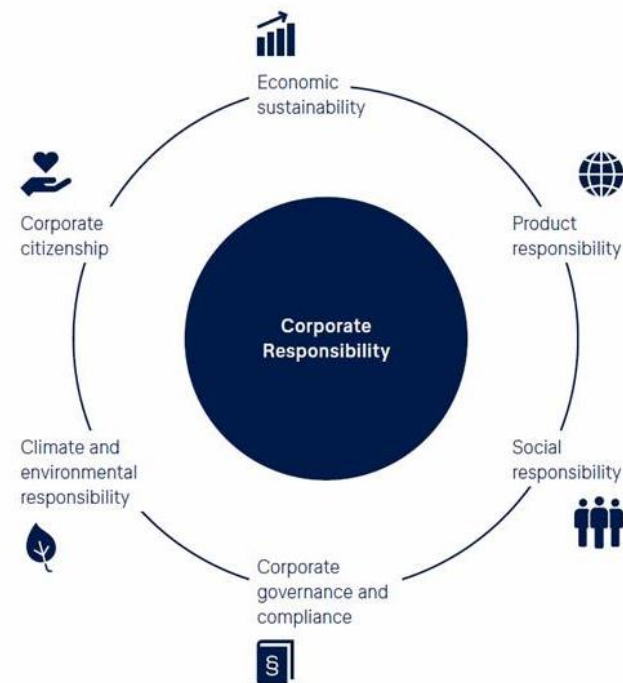 Economic
sustainability
Corporate
citizenship
Product
responsibility
Corporate
Responsibility
Climate and
environmental
responsibility
Social
responsibility
Corporate
governance and
compliance
§